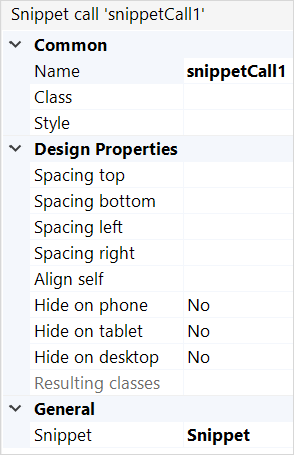 Snippet call 'snippetCall1'
Common
Name snippetCall1
Class
Style
Design Properties
Spacing top
Spacing bottom
Spacing left
Spacing right
Align self
Hide on phone No
Hide on tablet No
Hide on desktop No
Resulting classes
General
Snippet Snippet